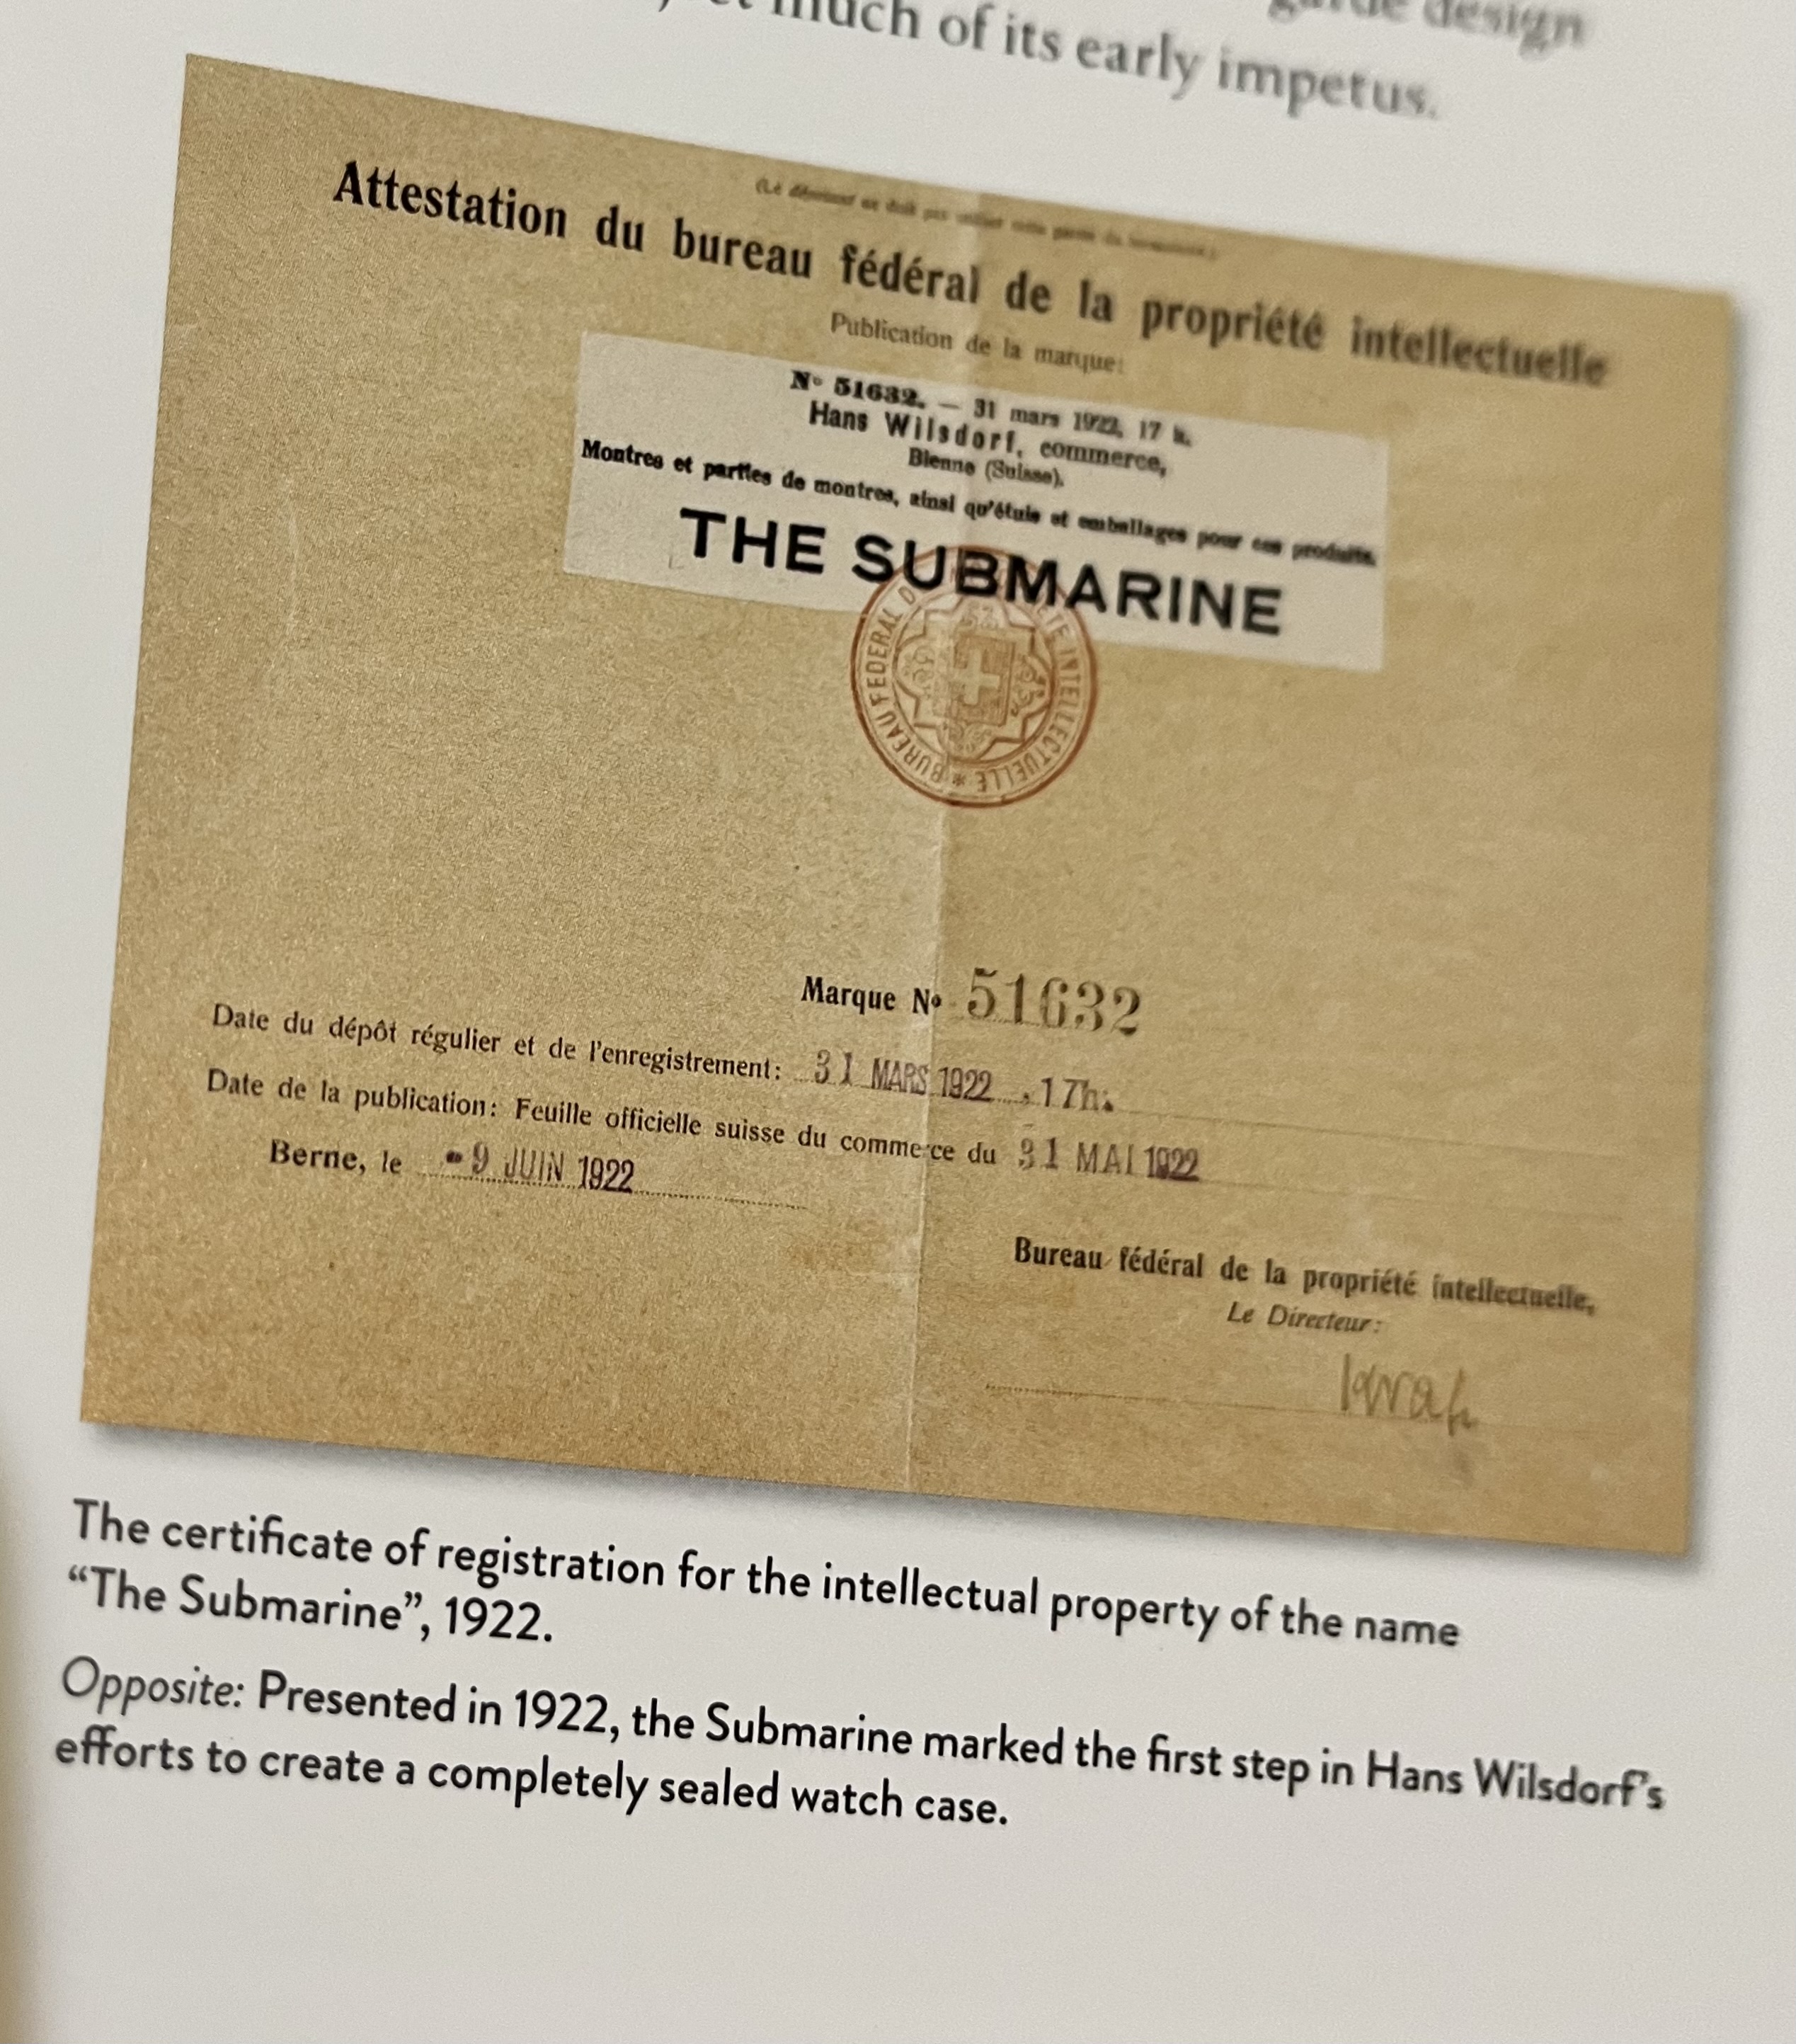 much of its early impetus.
design
Attestation du bureau fédéral de la propriété intellectuelle
Publication de la marque:
Nº 51632. — 31 mars 1922, 17 h.
Hans Wilsdorf, commerce,
Bienne (Suisse).
Montres et parties de montres, ainsi qu'étuis et emballages pour ces produits.
THE SUBMARINE
BUREAU FEDERAL INTELLECTUELLE *
Marque Nº 51632
Date du dépôt régulier et de l'enregistrement: 31 MARS 1922 . 17h.
Date de la publication: Feuille officielle suisse du commerce du 31 MAI 1922
Berne, le - 9 JUIN 1922
Bureau fédéral de la propriété intellectuelle,
Le Directeur:
The certificate of registration for the intellectual property of the name
“The Submarine”, 1922.
Opposite: Presented in 1922, the Submarine marked the first step in Hans Wilsdorf’s
efforts to create a completely sealed watch case.